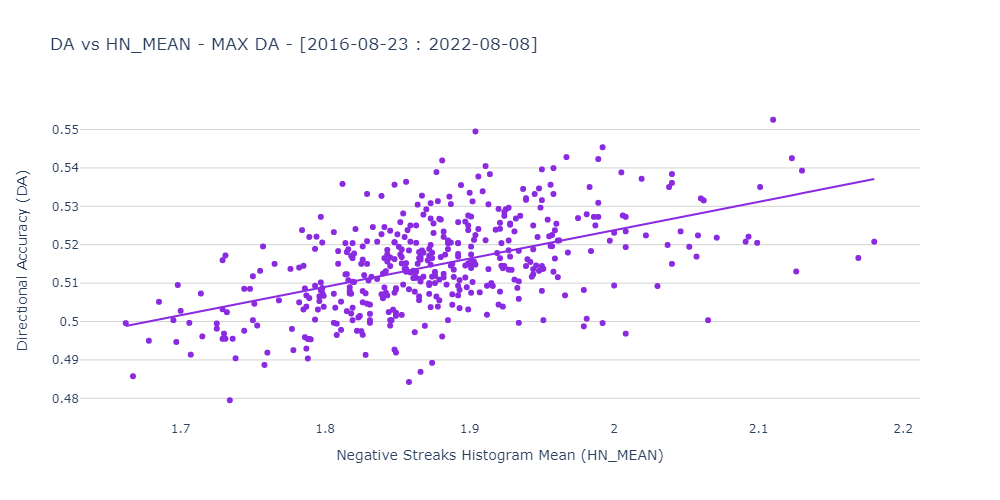 DA vs HN_MEAN - MAX DA - [2016-08-23 : 2022-08-08]
Directional Accuracy (DA)
0.55
0.54
0.53
0.52
0.51
0.5
0.49
0.48
1.7 1.8 1.9 2 2.1 2.2
Negative Streaks Histogram Mean (HN_MEAN)